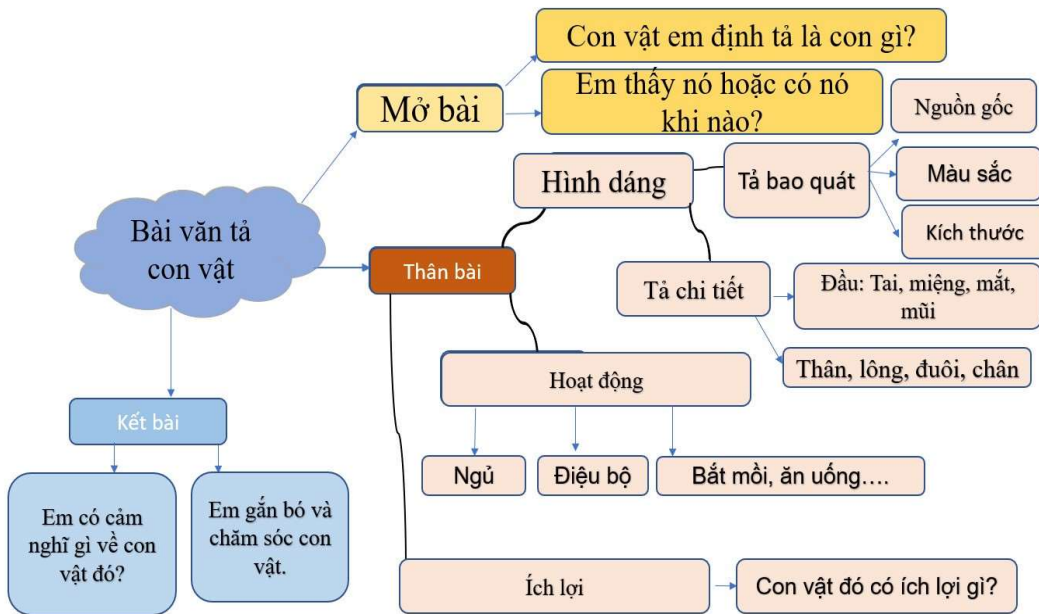 Con vật em định tả là con gì?
Mở bài
Em thấy nó hoặc có nó
khi nào?
Nguồn gốc
Hình dáng
Tả bao quát
Màu sắc
Kích thước
Bài văn tả
con vật
Thân bài
Tả chi tiết
Đầu: Tai, miệng, mắt,
mũi
Thân, lông, đuôi, chân
Hoạt động
Ngủ
Điệu bộ
Bắt mồi, ăn uống....
Kết bài
Em có cảm
nghĩ gì về con
vật đó?
Em gắn bó và
chăm sóc con
vật.
Ích lợi
Con vật đó có ích lợi gì?